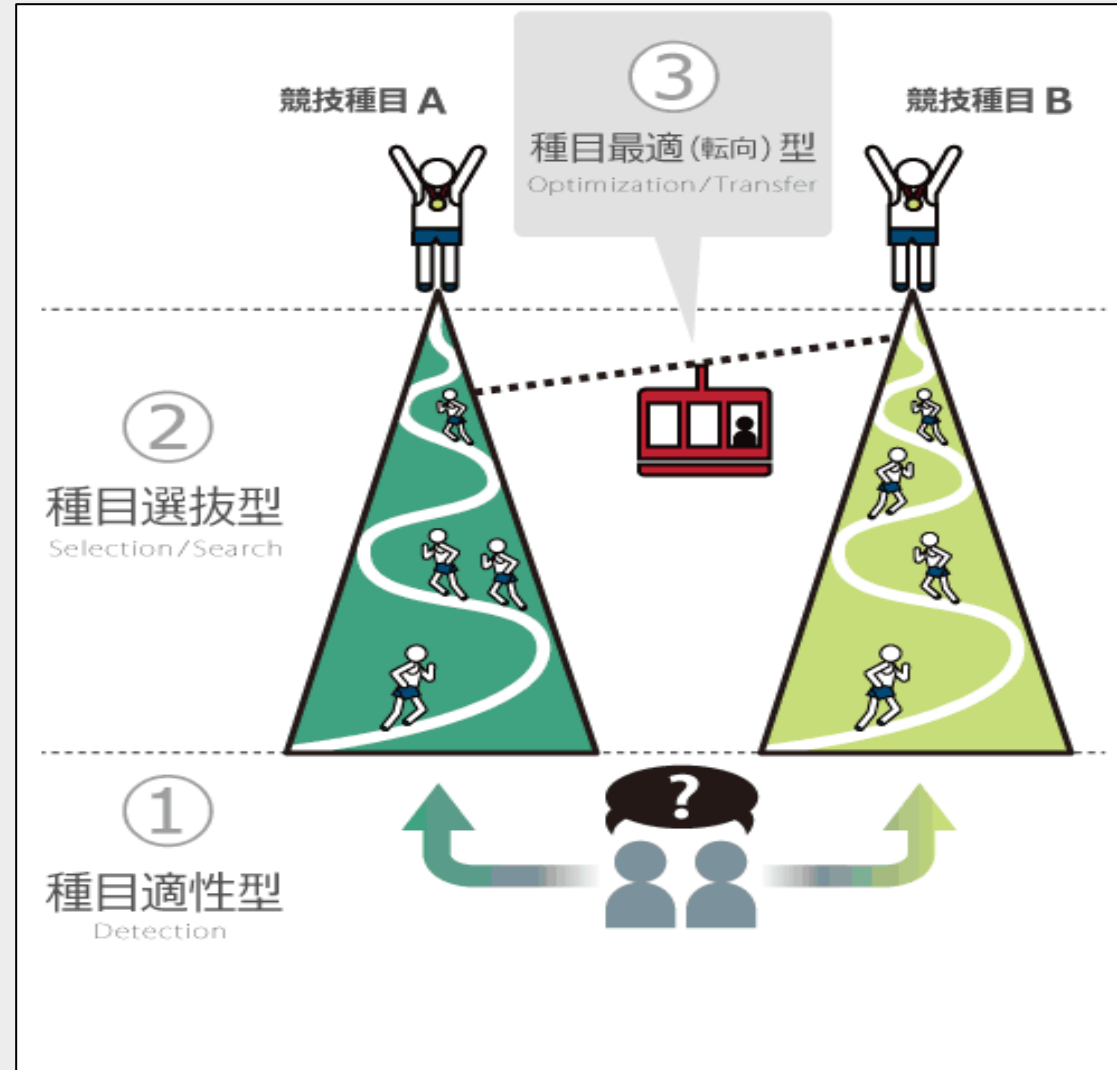 ③
競技種目 A
競技種目 B
種目最適(転向)型
Optimization/Transfer
②
種目選抜型
Selection/Search
?
①
種目適性型
Detection